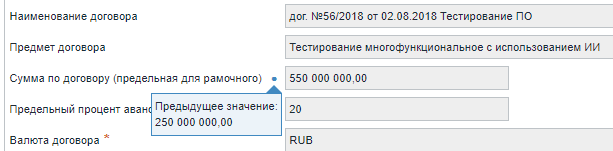 Наименование договора дог. №56/2018 от 02.08.2018 Тестирование ПО
Предмет договора Тестирование многофункциональное с использованием ИИ
Сумма по договору (предельная для рамочного) 550 000 000,00
Предыдущее значение:
250 000 000,00
Предельный процент 20
Валюта договора * RUB